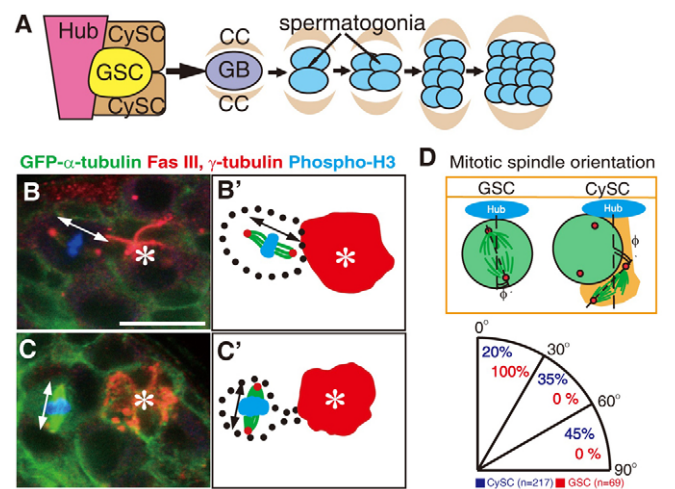 A
Hub
CySC
GSC
CySC
CC
GB
CC
spermatogonia
GFP-α-tubulin Fas III, γ-tubulin Phospho-H3
B
*
B'
*
C
*
C'
*
D
Mitotic spindle orientation
GSC
CySC
Hub
Hub
ϕ
ϕ
0°
20%
100%
30°
35%
0 %
60°
45%
0 %
90°
CySC (n=217) GSC (n=69)